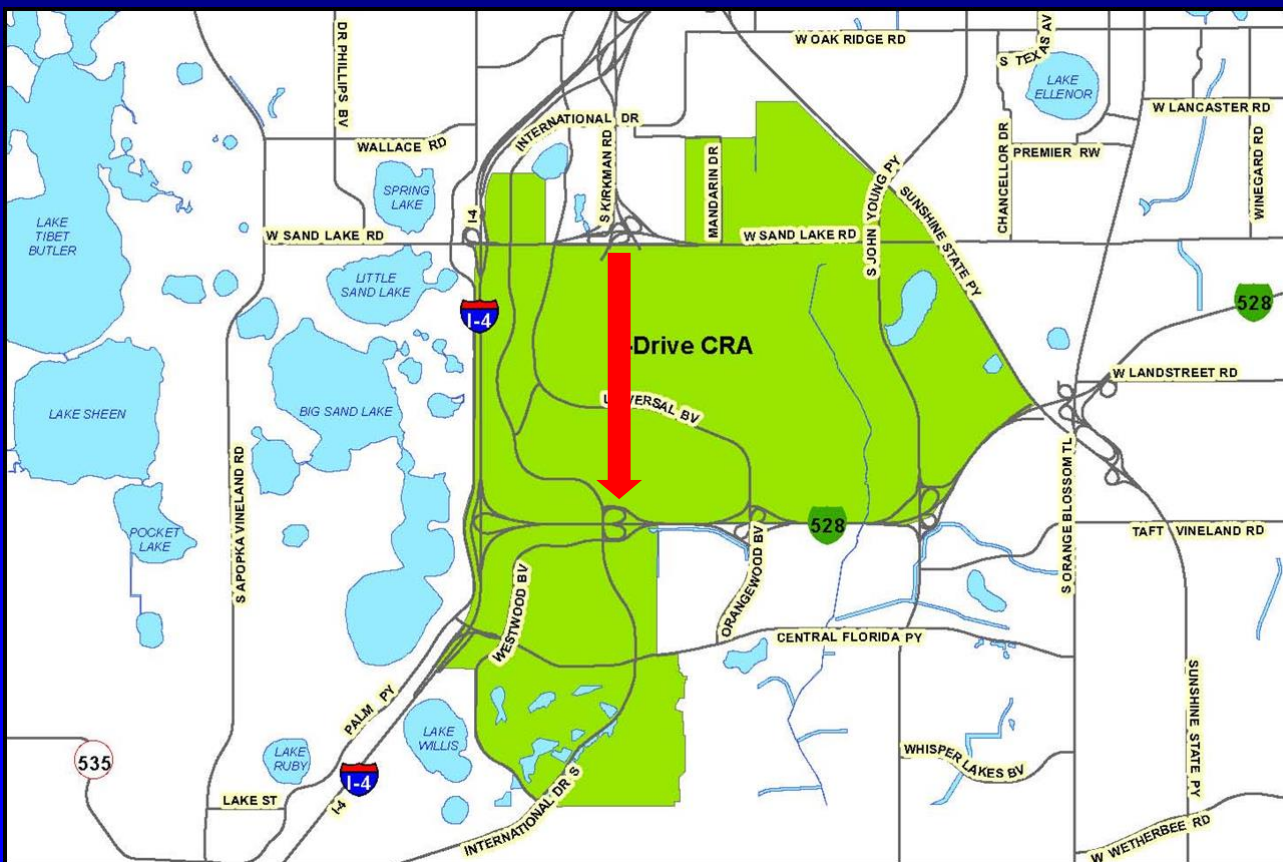 DR PHILLIPS BV
W OAK RIDGE RD
S TEXAS AV
LAKE
ELLENOR
W LANCASTER RD
INTERNATIONAL DR
WALLACE RD
S KIRKMAN RD
MANDARIN DR
S JOHN YOUNG PY
SUNSHINE STATE PY
CHANCELLOR DR
PREMIER RW
WINEGARD RD
SPRING
LAKE
LAKE
TIBET
BUTLER
I-4
W SAND LAKE RD
W SAND LAKE RD
LITTLE
SAND LAKE
I-4
528
-Drive CRA
W LANDSTREET RD
LAKE SHEEN
BIG SAND LAKE
S APOPKA VINELAND RD
POCKET
LAKE
528
S ORANGE BLOSSOM TL
TAFT VINELAND RD
WESTWOOD BV
ORANGEWOOD BV
CENTRAL FLORIDA PY
PALM PY
SUNSHINE STATE PY
LAKE
WILLIS
LAKE
RUBY
535
I-4
WHISPER LAKES BV
LAKE ST
I-4
INTERNATIONAL DR S
W WETHERBEE RD
BV